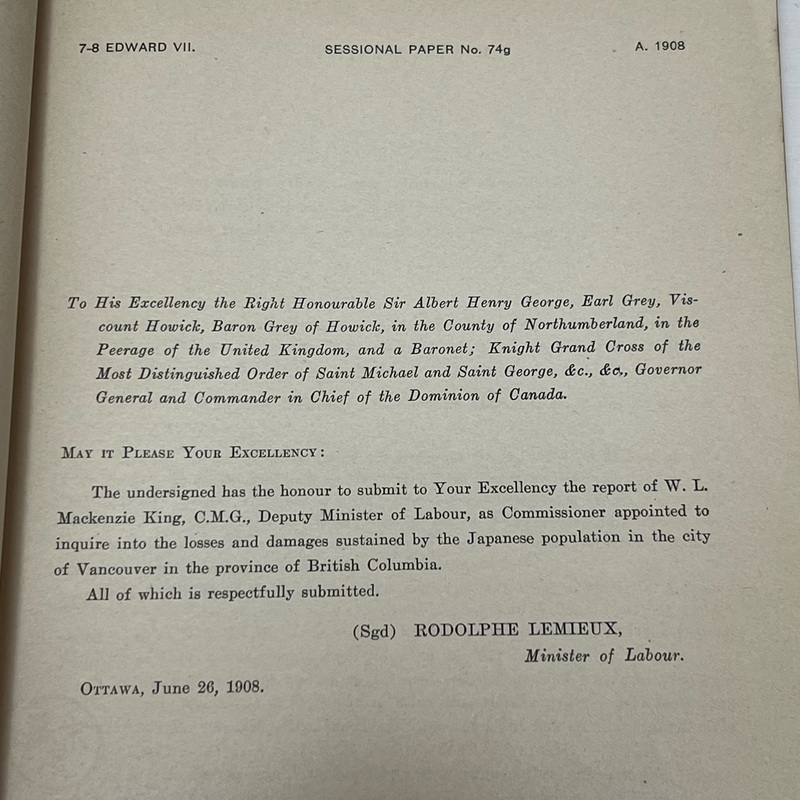 7-8 EDWARD VII. SESSIONAL PAPER No. 74g A. 1908
To His Excellency the Right Honourable Sir Albert Henry George, Earl Grey, Vis-
count Howick, Baron Grey of Howick, in the County of Northumberland, in the
Peerage of the United Kingdom, and a Baronet; Knight Grand Cross of the
Most Distinguished Order of Saint Michael and Saint George, &c., &c., Governor
General and Commander in Chief of the Dominion of Canada.
MAY IT PLEASE YOUR EXCELLENCY:
The undersigned has the honour to submit to Your Excellency the report of W. L.
Mackenzie King, C.M.G., Deputy Minister of Labour, as Commissioner appointed to
inquire into the losses and damages sustained by the Japanese population in the city
of Vancouver in the province of British Columbia.
All of which is respectfully submitted.
(Sgd) RODOLPHE LEMIEUX,
Minister of Labour.
OTTAWA, June 26, 1908.